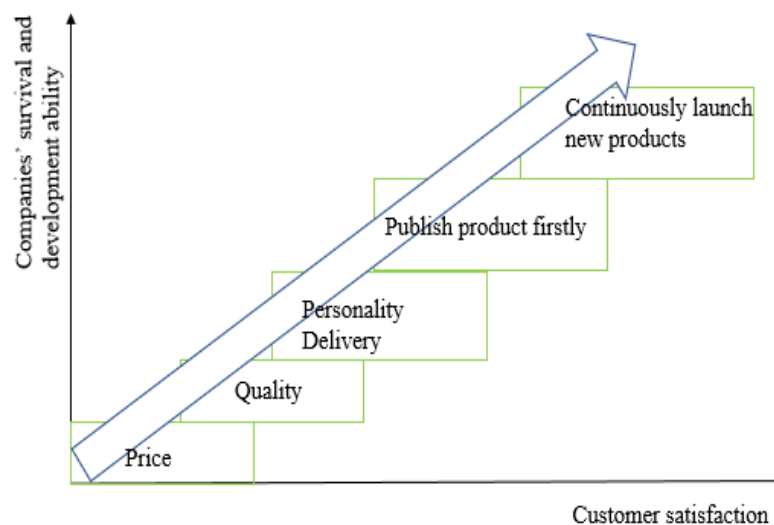 Companies’ survival and
development ability
Continuously launch
new products
Publish product firstly
Personality
Delivery
Quality
Price
Customer satisfaction